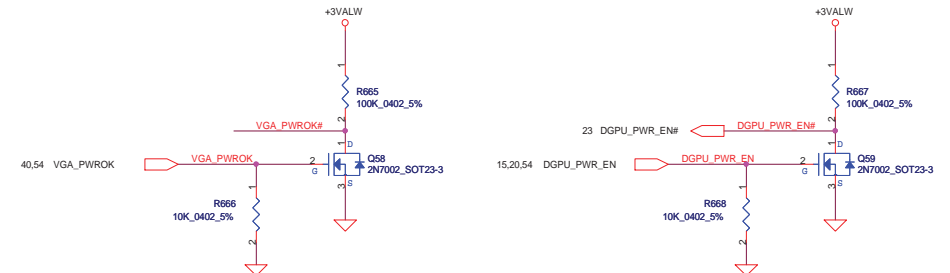 +3VALW
1
R665
100K_0402_5%
2
VGA_PWROK#
1
D
40,54 VGA_PWROK
VGA_PWROK
2
G
Q58
2N7002_SOT23-3
3
S
1
R666
10K_0402_5%
2
+3VALW
1
R667
100K_0402_5%
2
23 DGPU_PWR_EN#
DGPU_PWR_EN#
1
D
15,20,54 DGPU_PWR_EN
DGPU_PWR_EN
2
G
Q59
2N7002_SOT23-3
3
S
1
R668
10K_0402_5%
2